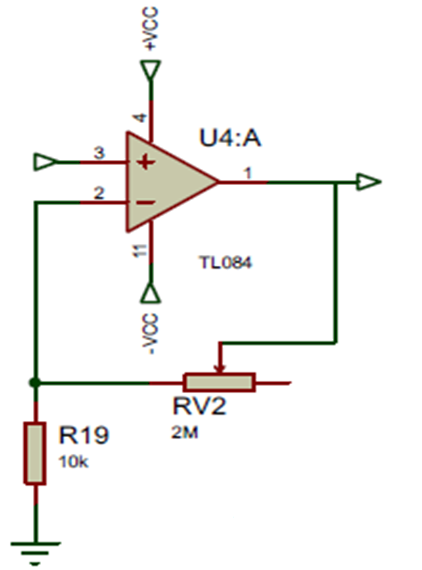 +VCC
4
U4:A
3
+
1
2
−
11
TL084
-VCC
RV2
2M
R19
10k